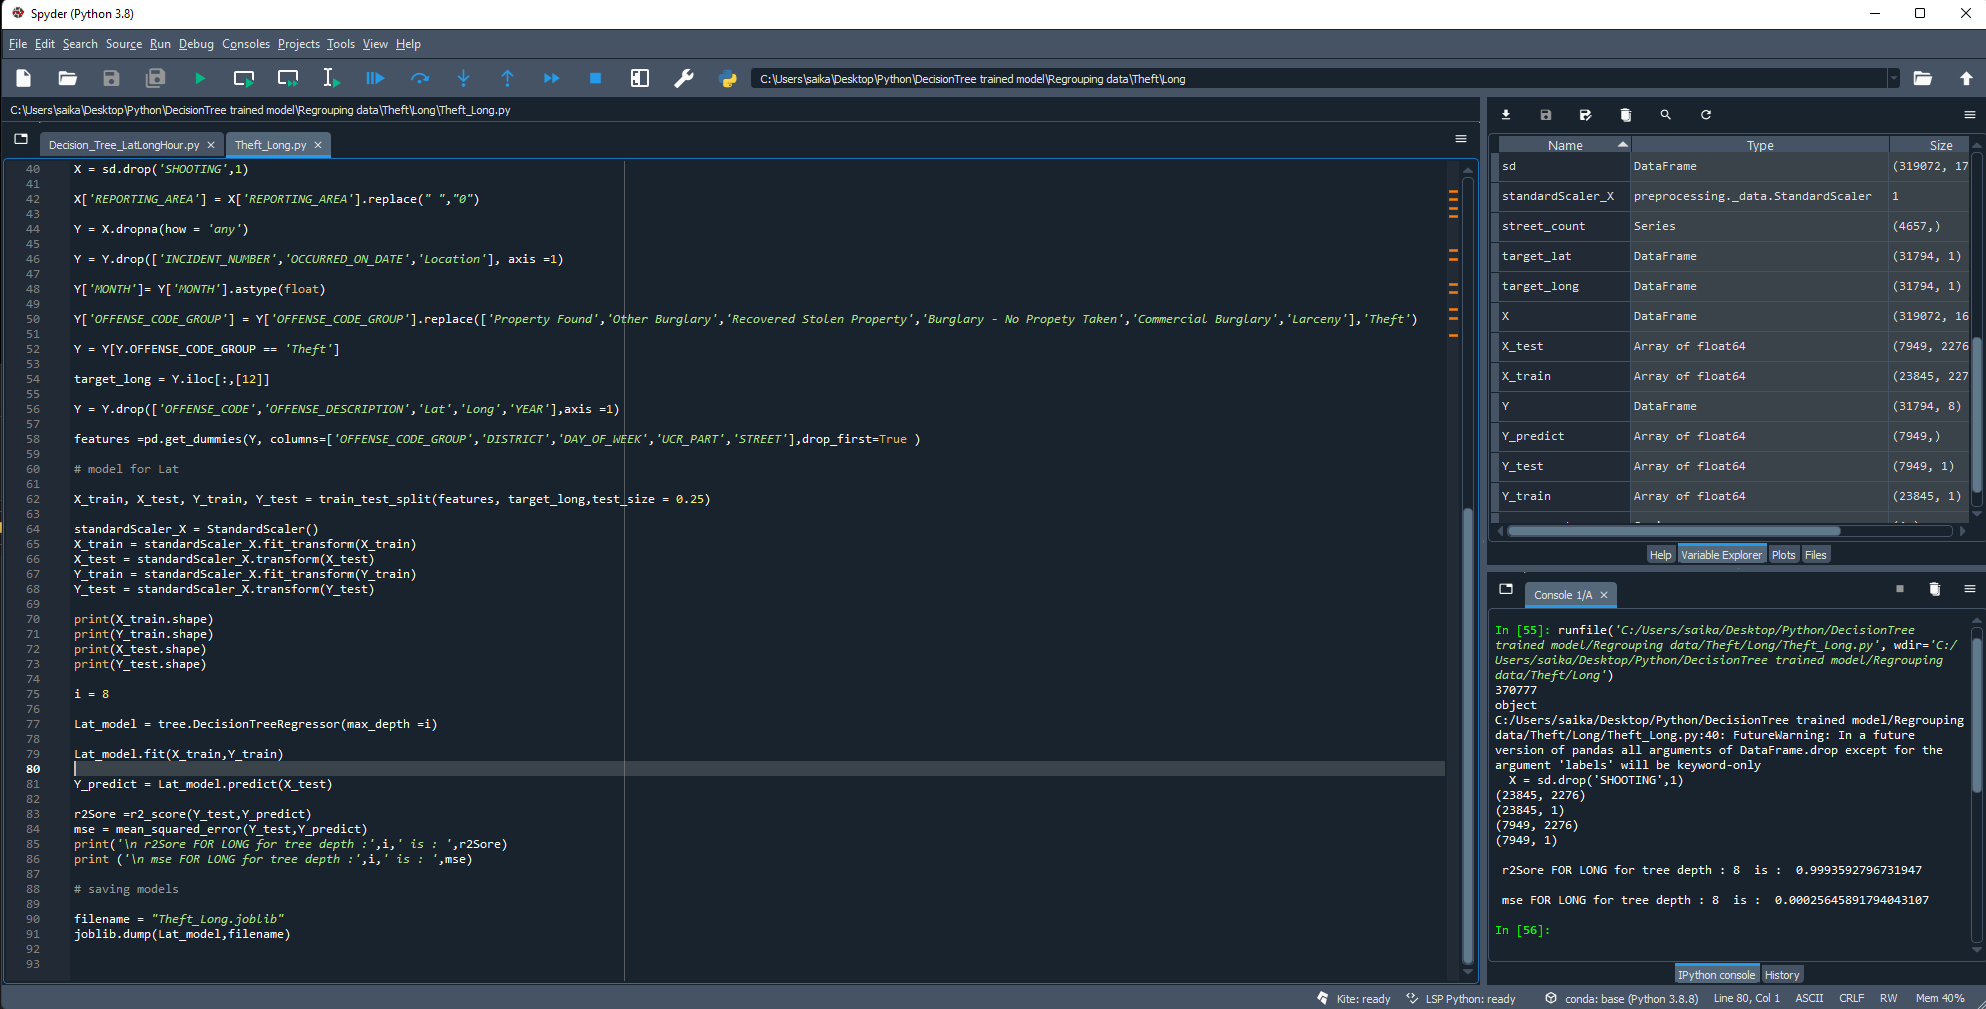 Spyder (Python 3.8)
File Edit Search Source Run Debug Consoles Projects Tools View Help
C:\Users\saika\Desktop\Python\DecisionTree trained model\Regrouping data\Theft\Long
C:\Users\saika\Desktop\Python\DecisionTree trained model\Regrouping data\Theft\Long\Theft_Long.py
Decision_Tree_LatLongHour.py Theft_Long.py
40 X = sd.drop('SHOOTING',1)
41
42 X['REPORTING_AREA'] = X['REPORTING_AREA'].replace(" ","0")
43
44 Y = X.dropna(how = 'any')
45
46 Y = Y.drop(['INCIDENT_NUMBER','OCCURRED_ON_DATE','Location'], axis =1)
47
48 Y['MONTH']= Y['MONTH'].astype(float)
49
50 Y['OFFENSE_CODE_GROUP'] = Y['OFFENSE_CODE_GROUP'].replace(['Property Found','Other Burglary','Recovered Stolen Property','Burglary - No Propety Taken','Commercial Burglary','Larceny'],'Theft')
51
52 Y = Y[Y.OFFENSE_CODE_GROUP == 'Theft']
53
54 target_long = Y.iloc[:,[12]]
55
56 Y = Y.drop(['OFFENSE_CODE','OFFENSE_DESCRIPTION','Lat','Long','YEAR'],axis =1)
57
58 features =pd.get_dummies(Y, columns=['OFFENSE_CODE_GROUP','DISTRICT','DAY_OF_WEEK','UCR_PART','STREET'],drop_first=True )
59
60 # model for Lat
61
62 X_train, X_test, Y_train, Y_test = train_test_split(features, target_long,test_size = 0.25)
63
64 standardScaler_X = StandardScaler()
65 X_train = standardScaler_X.fit_transform(X_train)
66 X_test = standardScaler_X.transform(X_test)
67 Y_train = standardScaler_X.fit_transform(Y_train)
68 Y_test = standardScaler_X.transform(Y_test)
69
70 print(X_train.shape)
71 print(Y_train.shape)
72 print(X_test.shape)
73 print(Y_test.shape)
74
75 i = 8
76
77 Lat_model = tree.DecisionTreeRegressor(max_depth =i)
78
79 Lat_model.fit(X_train,Y_train)
80
81 Y_predict = Lat_model.predict(X_test)
82
83 r2Sore =r2_score(Y_test,Y_predict)
84 mse = mean_squared_error(Y_test,Y_predict)
85 print('\n r2Sore FOR LONG for tree depth :',i,' is : ',r2Sore)
86 print ('\n mse FOR LONG for tree depth :',i,' is : ',mse)
87
88 # saving models
89
90 filename = "Theft_Long.joblib"
91 joblib.dump(Lat_model,filename)
92
93
Name Type Size
sd DataFrame (319072, 17
standardScaler_X preprocessing._data.StandardScaler 1
street_count Series (4657,)
target_lat DataFrame (31794, 1)
target_long DataFrame (31794, 1)
X DataFrame (319072, 16
X_test Array of float64 (7949, 2276
X_train Array of float64 (23845, 227
Y DataFrame (31794, 8)
Y_predict Array of float64 (7949,)
Y_test Array of float64 (7949, 1)
Y_train Array of float64 (23845, 1)
Help Variable Explorer Plots Files
Console 1/A
In [55]: runfile('C:/Users/saika/Desktop/Python/DecisionTree
trained model/Regrouping data/Theft/Long/Theft_Long.py', wdir='C:/
Users/saika/Desktop/Python/DecisionTree trained model/Regrouping
data/Theft/Long')
370777
object
C:/Users/saika/Desktop/Python/DecisionTree trained model/Regrouping
data/Theft/Long/Theft_Long.py:40: FutureWarning: In a future
version of pandas all arguments of DataFrame.drop except for the
argument 'labels' will be keyword-only
X = sd.drop('SHOOTING',1)
(23845, 2276)
(23845, 1)
(7949, 2276)
(7949, 1)
r2Sore FOR LONG for tree depth : 8 is : 0.9993592796731947
mse FOR LONG for tree depth : 8 is : 0.00025645891794043107
In [56]:
IPython console History
Kite: ready LSP Python: ready conda: base (Python 3.8.8) Line 80, Col 1 ASCII CRLF RW Mem 40%